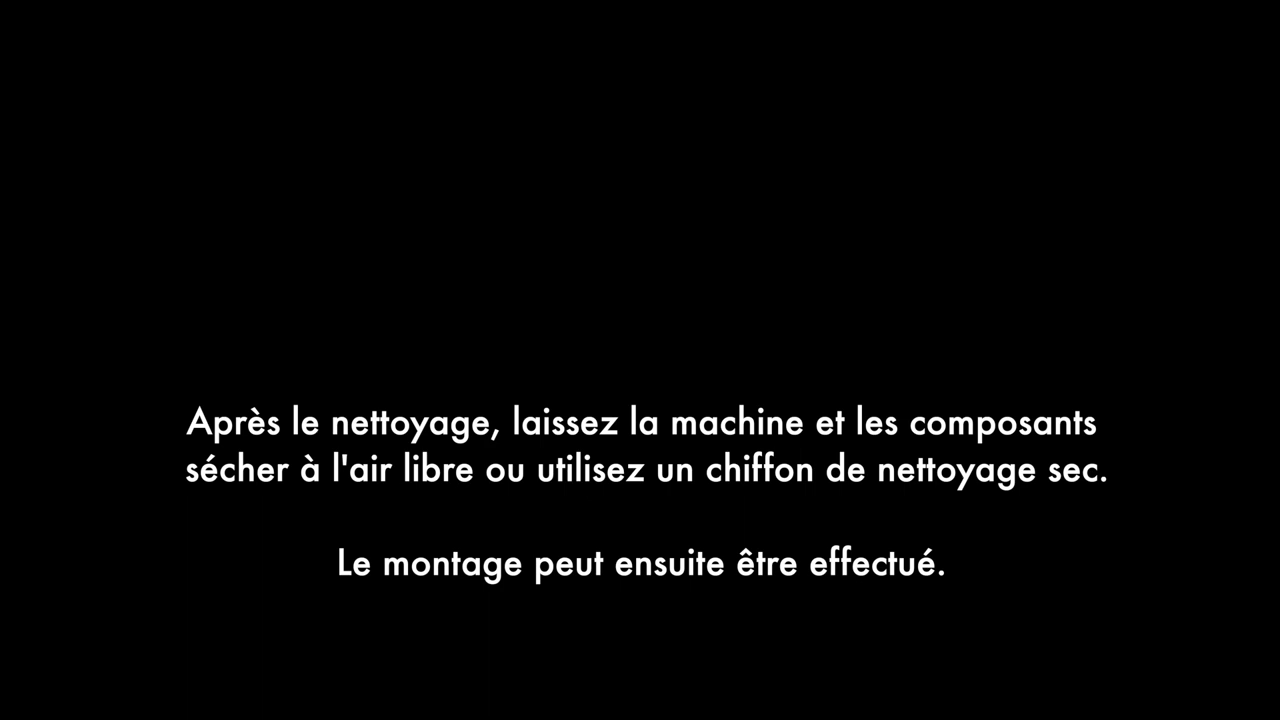 Après le nettoyage, laissez la machine et les composants
sécher à l'air libre ou utilisez un chiffon de nettoyage sec.
Le montage peut ensuite être effectué.